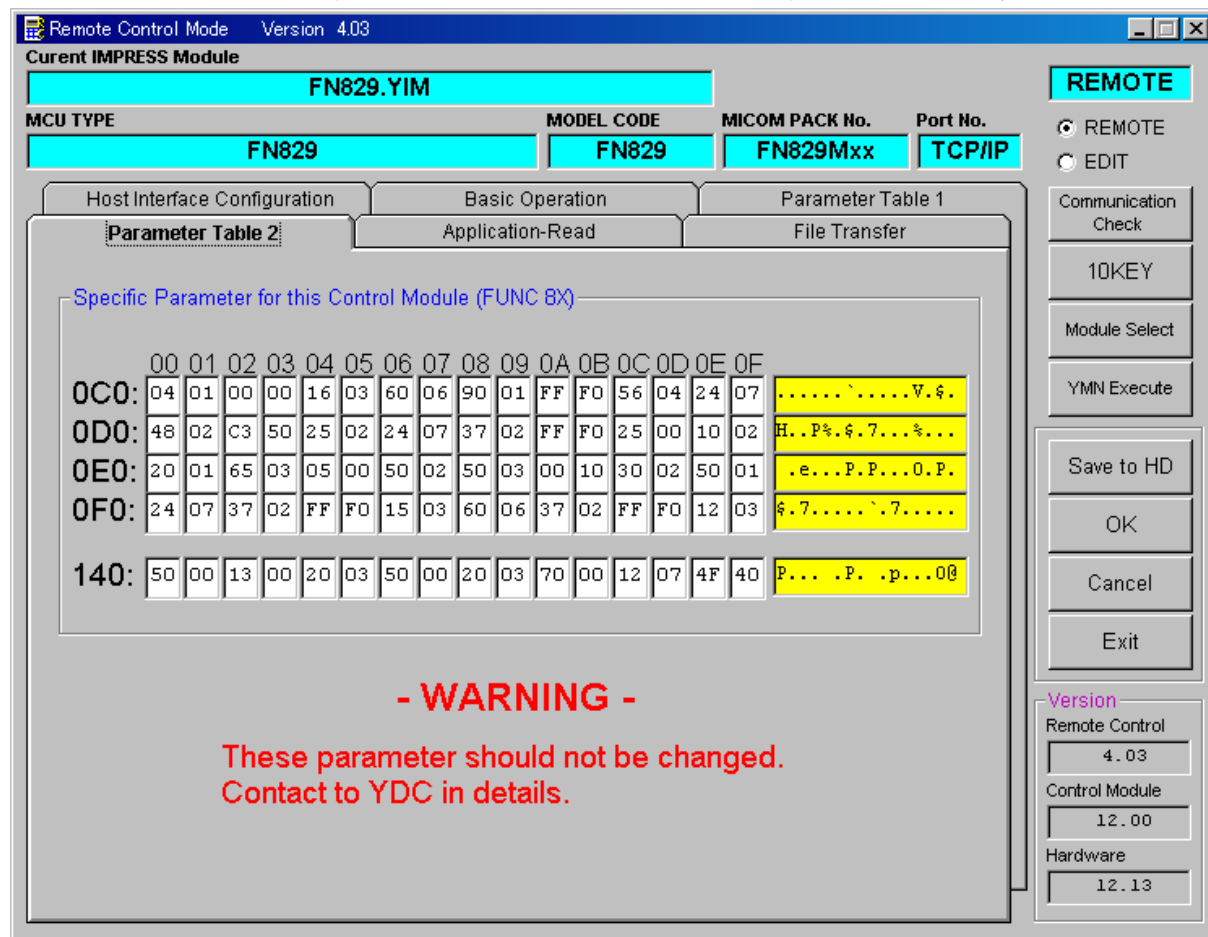 Remote Control Mode Version 4.03
Curent IMPRESS Module
FN829.YIM
REMOTE
MCU TYPE MODEL CODE MICOM PACK No. Port No.
FN829 FN829 FN829Mxx TCP/IP
REMOTE
EDIT
Host Interface Configuration Basic Operation Parameter Table 1
Parameter Table 2 Application-Read File Transfer
Communication
Check
10KEY
Module Select
YMN Execute
Save to HD
OK
Cancel
Exit
Specific Parameter for this Control Module (FUNC 8X)
00 01 02 03 04 05 06 07 08 09 0A 0B 0C 0D 0E 0F
0C0: 04 01 00 00 16 03 60 06 90 01 FF F0 56 04 24 07 ......`.....V.$.
0D0: 48 02 C3 50 25 02 24 07 37 02 FF F0 25 00 10 02 H..P%.$.7...%...
0E0: 20 01 65 03 05 00 50 02 50 03 00 10 30 02 50 01 .e...P.P...0.P.
0F0: 24 07 37 02 FF F0 15 03 60 06 37 02 FF F0 12 03 $.7.....`.7.....
140: 50 00 13 00 20 03 50 00 20 03 70 00 12 07 4F 40 P... .P. .p...O@
- WARNING -
These parameter should not be changed.
Contact to YDC in details.
Version
Remote Control
4.03
Control Module
12.00
Hardware
12.13